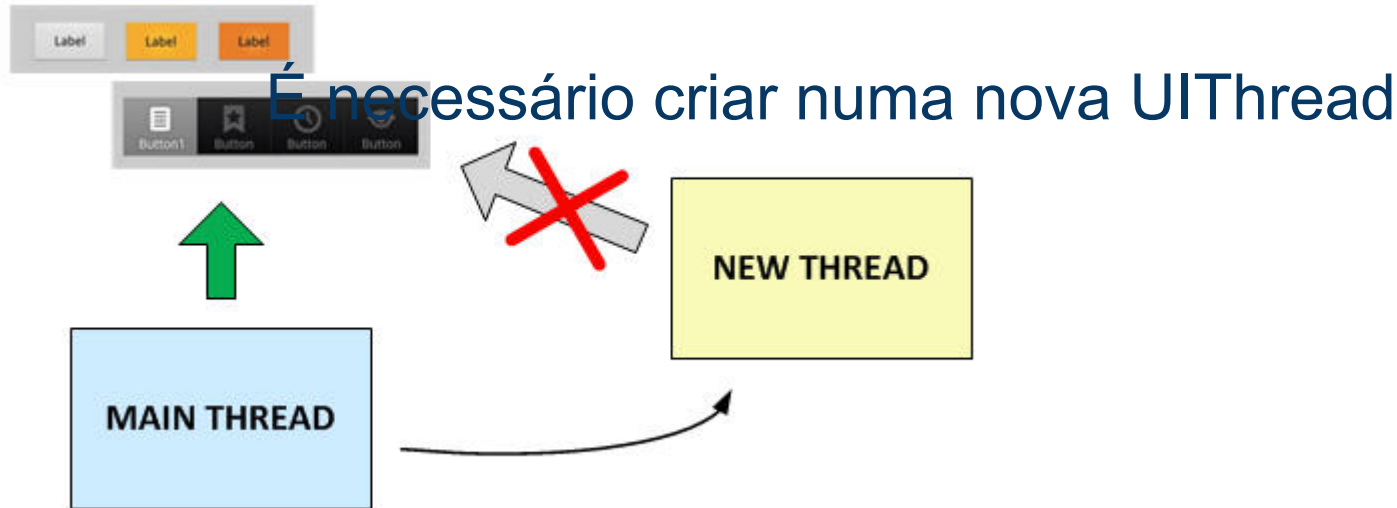 Label Label Label
É necessário criar numa nova UIThread
Button1 Button Button Button
NEW THREAD
MAIN THREAD